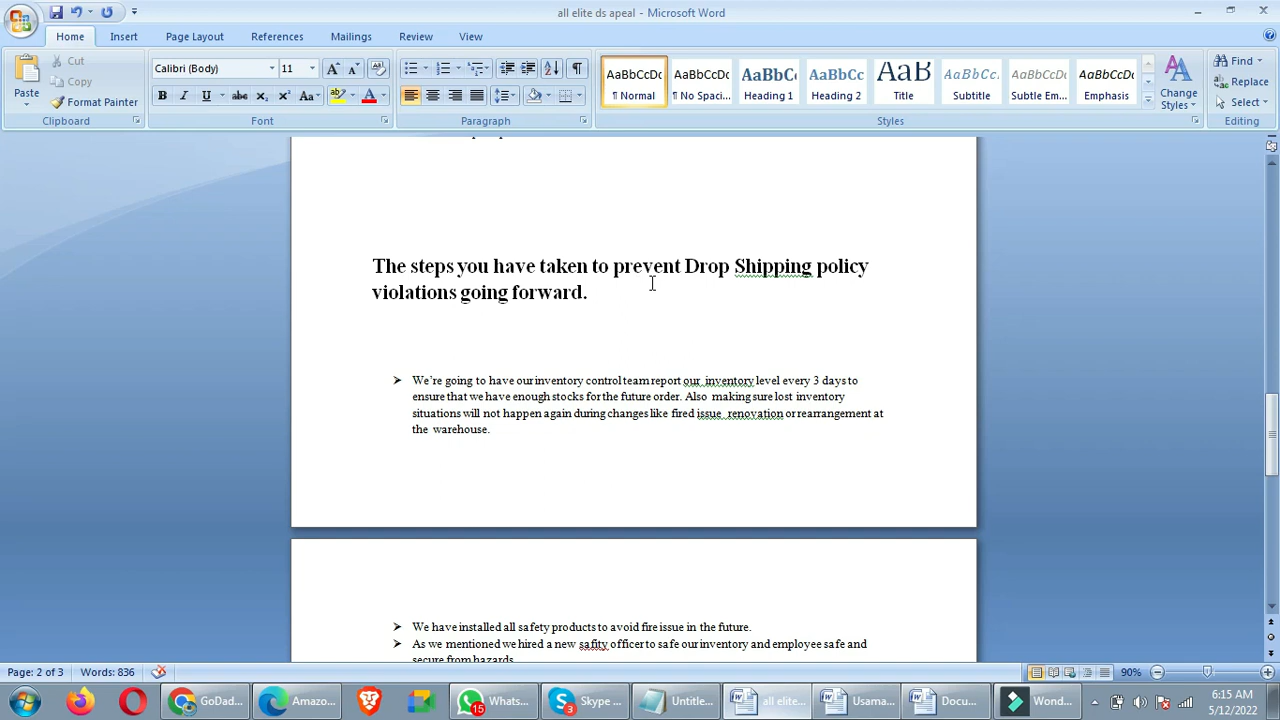 all elite ds apeal - Microsoft Word
Home Insert Page Layout References Mailings Review View
Paste
Cut
Copy
Format Painter
Clipboard
Calibri (Body) 11
Font
Paragraph
AaBbCcDc AaBbCcDc AaBbCc AaBbCc AaB AaBbCc. AaBbCcDc AaBbCcDc
¶ Normal ¶ No Spaci... Heading 1 Heading 2 Title Subtitle Subtle Em... Emphasis
Change Styles
Styles
Find
Replace
Select
Editing
The steps you have taken to prevent Drop Shipping policy
violations going forward.
➢ We're going to have our inventory control team report our inventory level every 3 days to
ensure that we have enough stocks for the future order. Also making sure lost inventory
situations will not happen again during changes like fired issue renovation or rearrangement at
the warehouse.
➢ We have installed all safety products to avoid fire issue in the future.
➢ As we mentioned we hired a new safity officer to safe our inventory and employee safe and
secure from hazards
Page: 2 of 3 Words: 836 90%
GoDad... Amazo... 15 Whats... 3 Skype ... Untitle... all elite... Usama... Docu... Wond...
6:15 AM
5/12/2022